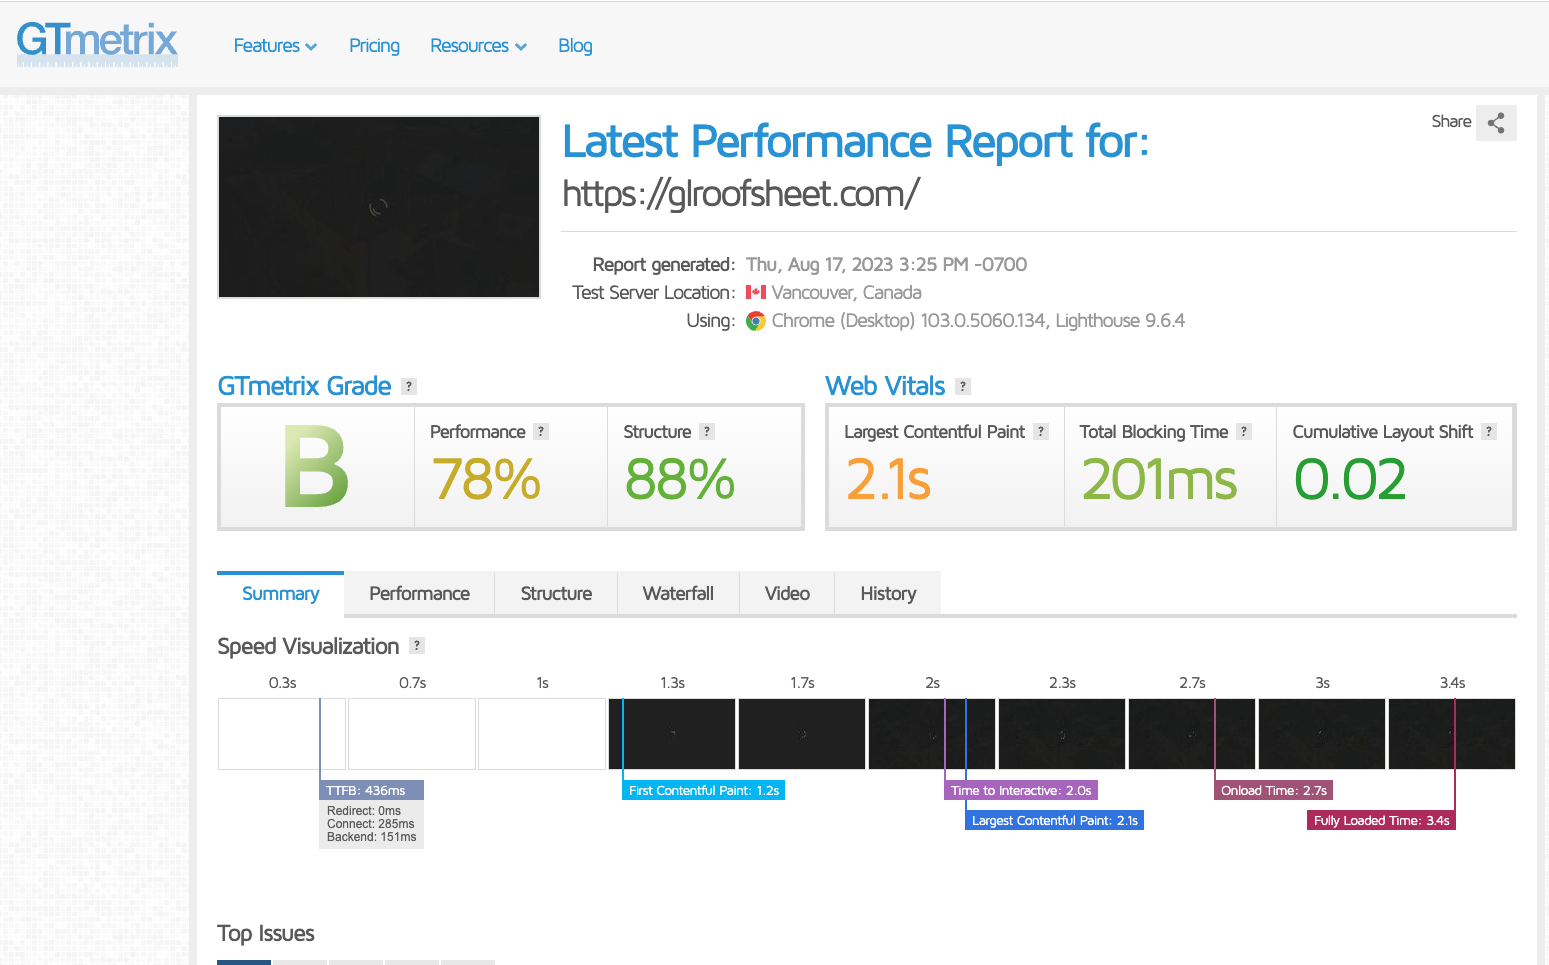 GTmetrix
Features
Pricing
Resources
Blog
Share
Latest Performance Report for:
https://glroofsheet.com/
Report generated: Thu, Aug 17, 2023 3:25 PM -0700
Test Server Location: Vancouver, Canada
Using: Chrome (Desktop) 103.0.5060.134, Lighthouse 9.6.4
GTmetrix Grade ?
Web Vitals ?
B
Performance ?
78%
Structure ?
88%
Largest Contentful Paint ?
2.1s
Total Blocking Time ?
201ms
Cumulative Layout Shift ?
0.02
Summary
Performance
Structure
Waterfall
Video
History
Speed Visualization ?
0.3s
0.7s
1s
1.3s
1.7s
2s
2.3s
2.7s
3s
3.4s
TTFB: 436ms
Redirect: 0ms
Connect: 285ms
Backend: 151ms
First Contentful Paint: 1.2s
Time to Interactive: 2.0s
Largest Contentful Paint: 2.1s
Onload Time: 2.7s
Fully Loaded Time: 3.4s
Top Issues